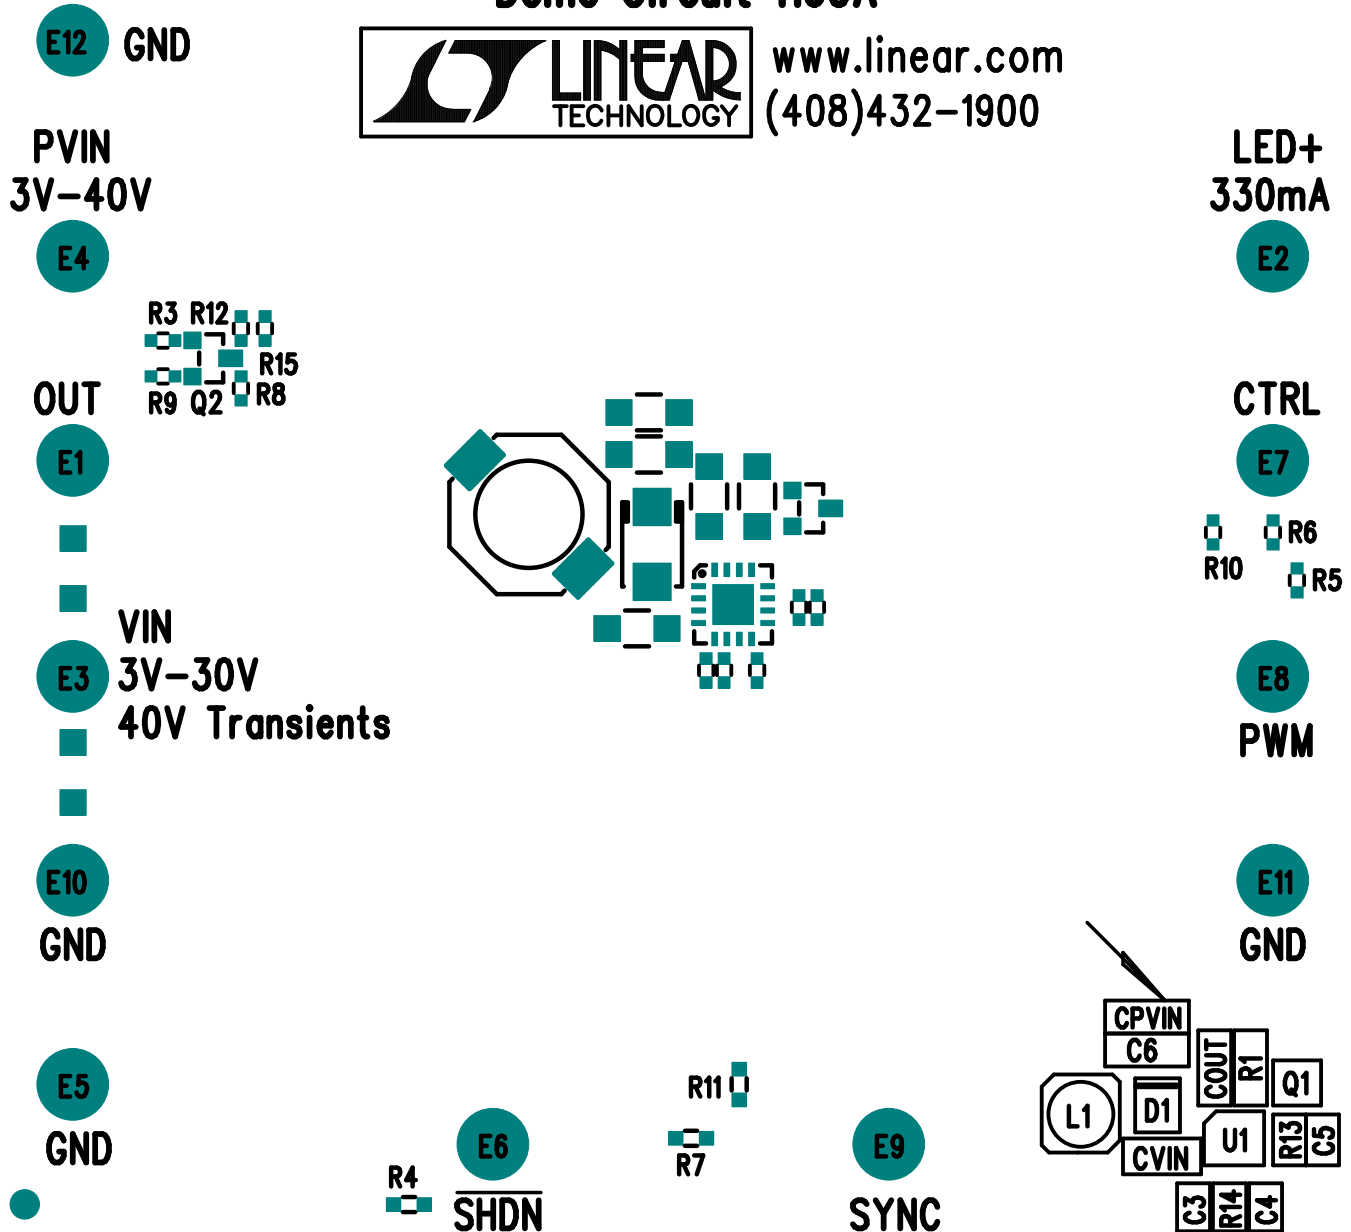 E12 GND
LINEAR
TECHNOLOGY
www.linear.com
(408)432-1900
PVIN
3V-40V
E4
LED+
330mA
E2
R3 R12
R15
R9 Q2 R8
OUT
E1
CTRL
E7
R10
R6
R5
VIN
3V-30V
40V Transients
E3
E8
PWM
E10
GND
E11
GND
E5
GND
R11
R7
R4
E6
SHDN
E9
SYNC
CPVIN
C6
COUT
R1
Q1
L1
D1
U1
R13
C5
CVIN
C3
R14
C4